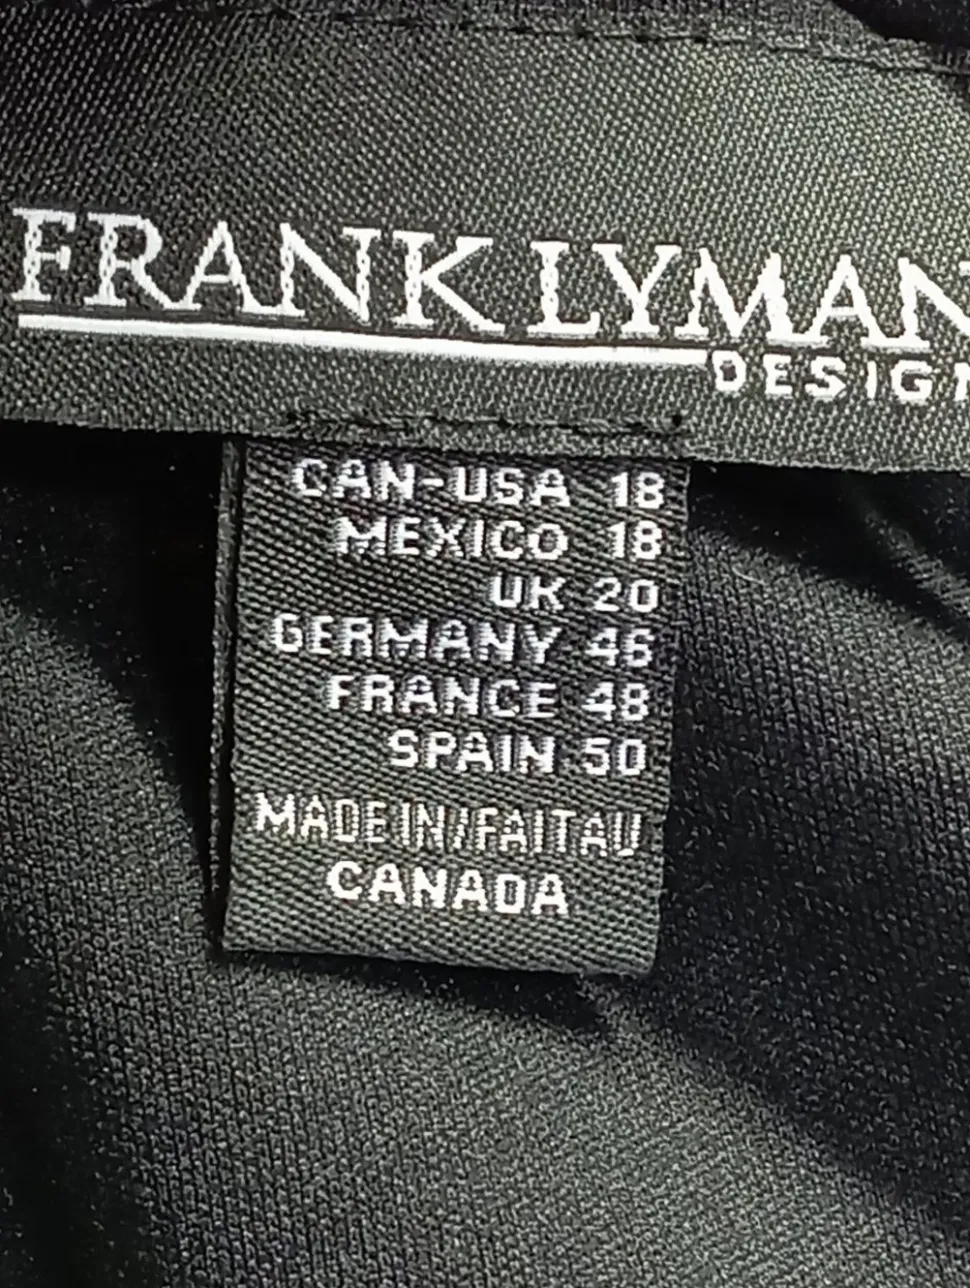 FRANK LYMAN
DESIGN
CAN-USA 18
MEXICO 18
UK 20
GERMANY 46
FRANCE 48
SPAIN 50
MADE IN/FAIT AU
CANADA